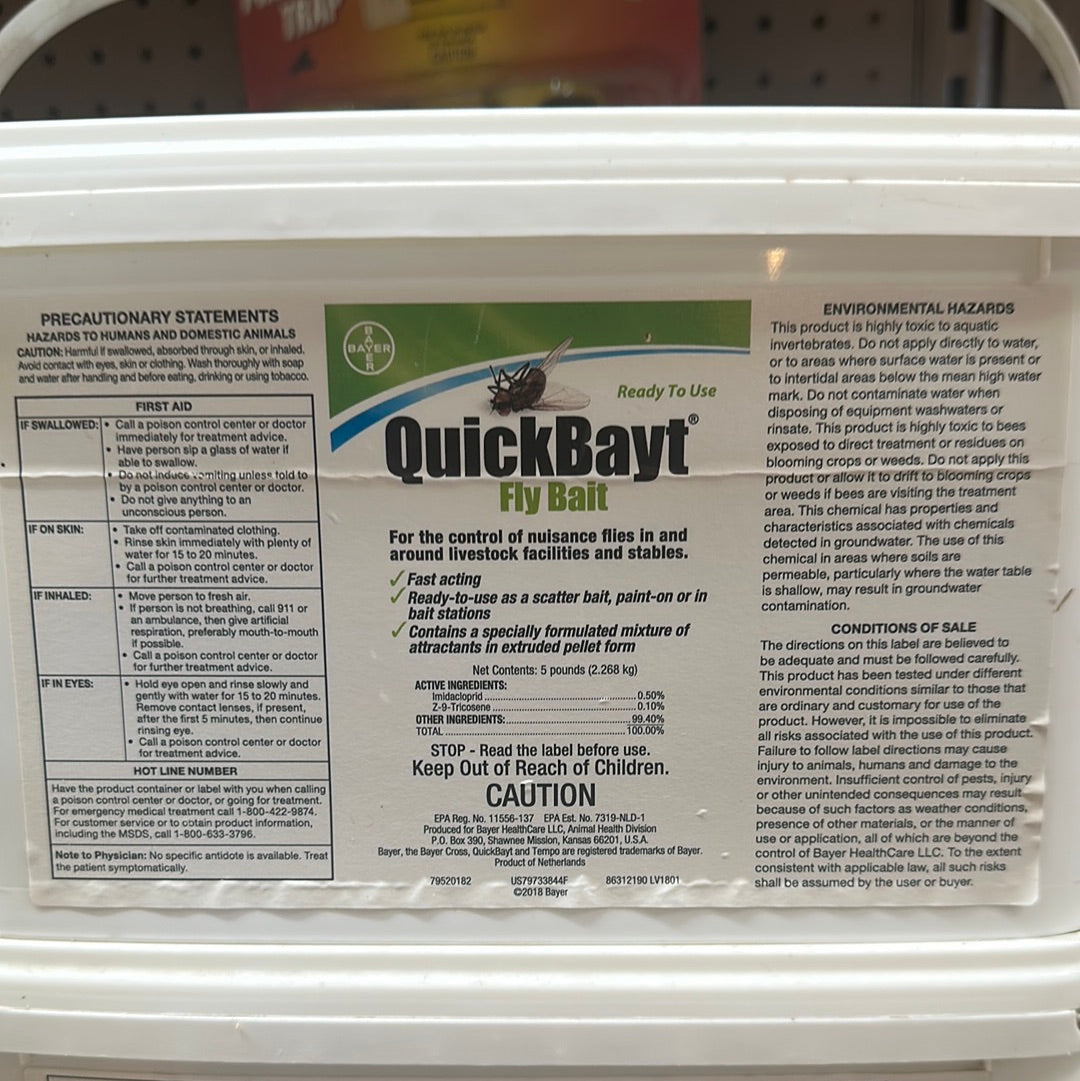 TRAP
PRECAUTIONARY STATEMENTS
HAZARDS TO HUMANS AND DOMESTIC ANIMALS
CAUTION: Harmful if swallowed, absorbed through skin, or inhaled.
Avoid contact with eyes, skin or clothing. Wash thoroughly with soap
and water after handling and before eating, drinking or using tobacco.
FIRST AID
IF SWALLOWED:
• Call a poison control center or doctor
immediately for treatment advice.
• Have person sip a glass of water if
able to swallow.
• Do not induce vomiting unless told to
by a poison control center or doctor.
• Do not give anything to an
unconscious person.
IF ON SKIN:
• Take off contaminated clothing.
• Rinse skin immediately with plenty of
water for 15 to 20 minutes.
• Call a poison control center or doctor
for further treatment advice.
IF INHALED:
• Move person to fresh air.
• If person is not breathing, call 911 or
an ambulance, then give artificial
respiration, preferably mouth-to-mouth
if possible.
• Call a poison control center or doctor
for further treatment advice.
IF IN EYES:
• Hold eye open and rinse slowly and
gently with water for 15 to 20 minutes.
Remove contact lenses, if present,
after the first 5 minutes, then continue
rinsing eye.
• Call a poison control center or doctor
for treatment advice.
HOT LINE NUMBER
Have the product container or label with you when calling
a poison control center or doctor, or going for treatment.
For emergency medical treatment call 1-800-422-9874.
For customer service or to obtain product information,
including the MSDS, call 1-800-633-3796.
Note to Physician: No specific antidote is available. Treat
the patient symptomatically.
BAYER
BAYER
Ready To Use
QuickBayt®
Fly Bait
For the control of nuisance flies in and
around livestock facilities and stables.
✓ Fast acting
✓ Ready-to-use as a scatter bait, paint-on or in
bait stations
✓ Contains a specially formulated mixture of
attractants in extruded pellet form
Net Contents: 5 pounds (2.268 kg)
ACTIVE INGREDIENTS:
Imidacloprid 0.50%
Z-9-Tricosene 0.10%
OTHER INGREDIENTS: 99.40%
TOTAL 100.00%
STOP - Read the label before use.
Keep Out of Reach of Children.
CAUTION
EPA Reg. No. 11556-137 EPA Est. No. 7319-NLD-1
Produced for Bayer HealthCare LLC, Animal Health Division
P.O. Box 390, Shawnee Mission, Kansas 66201, U.S.A.
Bayer, the Bayer Cross, QuickBayt and Tempo are registered trademarks of Bayer.
Product of Netherlands
79520182 US79733844F 86312190 LV1801
©2018 Bayer
ENVIRONMENTAL HAZARDS
This product is highly toxic to aquatic
invertebrates. Do not apply directly to water,
or to areas where surface water is present or
to intertidal areas below the mean high water
mark. Do not contaminate water when
disposing of equipment washwaters or
rinsate. This product is highly toxic to bees
exposed to direct treatment or residues on
blooming crops or weeds. Do not apply this
product or allow it to drift to blooming crops
or weeds if bees are visiting the treatment
area. This chemical has properties and
characteristics associated with chemicals
detected in groundwater. The use of this
chemical in areas where soils are
permeable, particularly where the water table
is shallow, may result in groundwater
contamination.
CONDITIONS OF SALE
The directions on this label are believed to
be adequate and must be followed carefully.
This product has been tested under different
environmental conditions similar to those that
are ordinary and customary for use of the
product. However, it is impossible to eliminate
all risks associated with the use of this product.
Failure to follow label directions may cause
injury to animals, humans and damage to the
environment. Insufficient control of pests, injury
or other unintended consequences may result
because of such factors as weather conditions,
presence of other materials, or the manner of
use or application, all of which are beyond the
control of Bayer HealthCare LLC. To the extent
consistent with applicable law, all such risks
shall be assumed by the user or buyer.